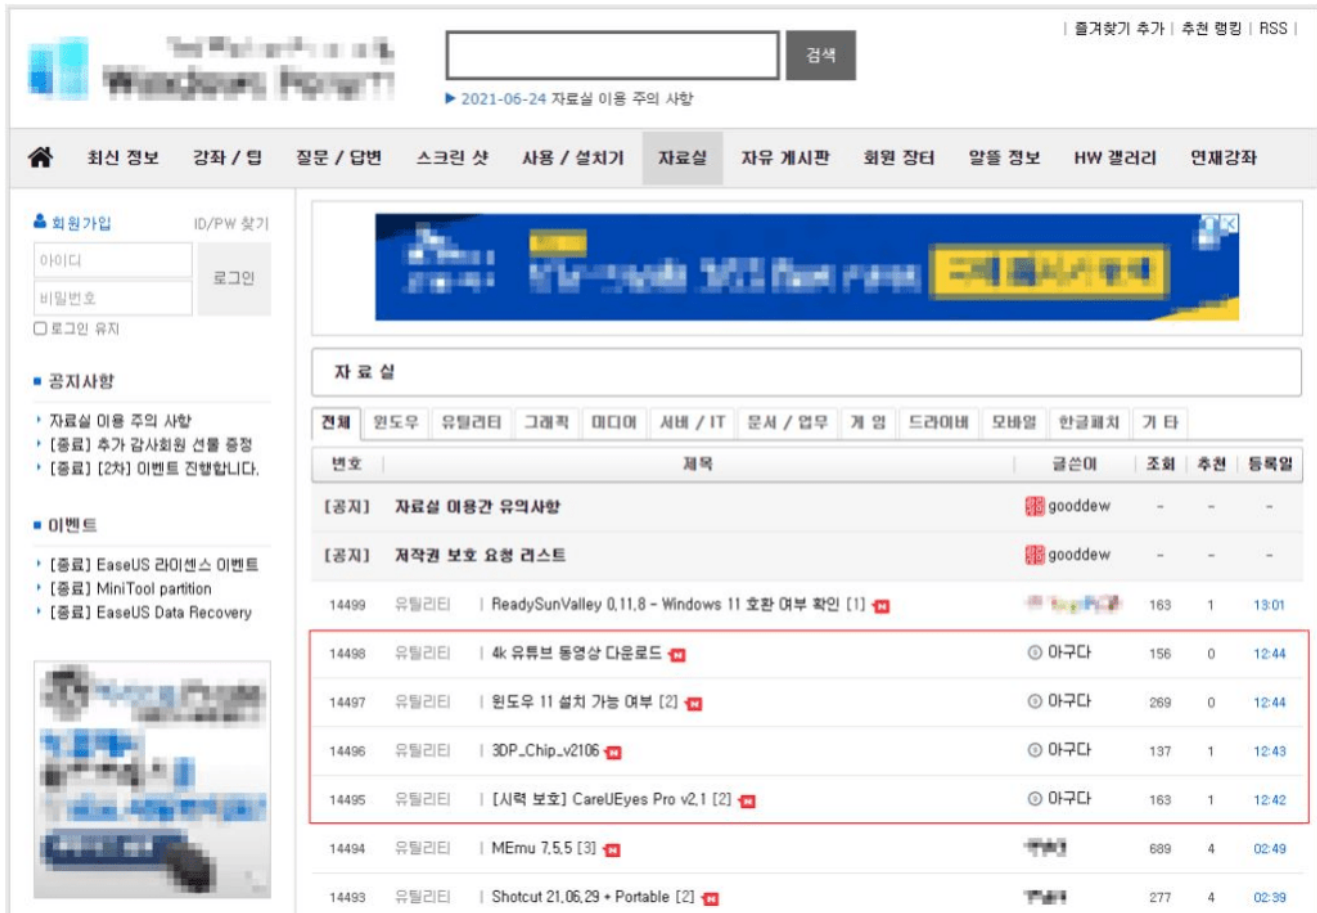 | 즐겨찾기 추가 | 추천 랭킹 | RSS |
검색
▶ 2021-06-24 자료실 이용 주의 사항
최신 정보 강좌 / 팁 질문 / 답변 스크린 샷 사용 / 설치기 자료실 자유 게시판 회원 장터 알뜰 정보 HW 갤러리 연재강좌
회원가입 ID/PW 찾기
아이디
로그인
비밀번호
로그인 유지
공지사항
자료실 이용 주의 사항
[종료] 추가 감사회원 선물 증정
[종료] [2차] 이벤트 진행합니다.
이벤트
[종료] EaseUS 라이센스 이벤트
[종료] MiniTool partition
[종료] EaseUS Data Recovery
자 료 실
전체 윈도우 유틸리티 그래픽 미디어 서버 / IT 문서 / 업무 게 임 드라이버 모바일 한글패치 기 타
번호 제목 글쓴이 조회 추천 등록일
[공지] 자료실 이용간 유의사항 gooddew - - -
[공지] 저작권 보호 요청 리스트 gooddew - - -
14499 유틸리티 | ReadySunValley 0.11.8 - Windows 11 호환 여부 확인 [1] N 163 1 13:01
14498 유틸리티 | 4k 유튜브 동영상 다운로드 N 아구다 156 0 12:44
14497 유틸리티 | 윈도우 11 설치 가능 여부 [2] N 아구다 269 0 12:44
14496 유틸리티 | 3DP_Chip_v2106 N 아구다 137 1 12:43
14495 유틸리티 | [시력 보호] CareUEyes Pro v2.1 [2] N 아구다 163 1 12:42
14494 유틸리티 | MEmu 7.5.5 [3] N 689 4 02:49
14493 유틸리티 | Shotcut 21.06.29 + Portable [2] N 277 4 02:39